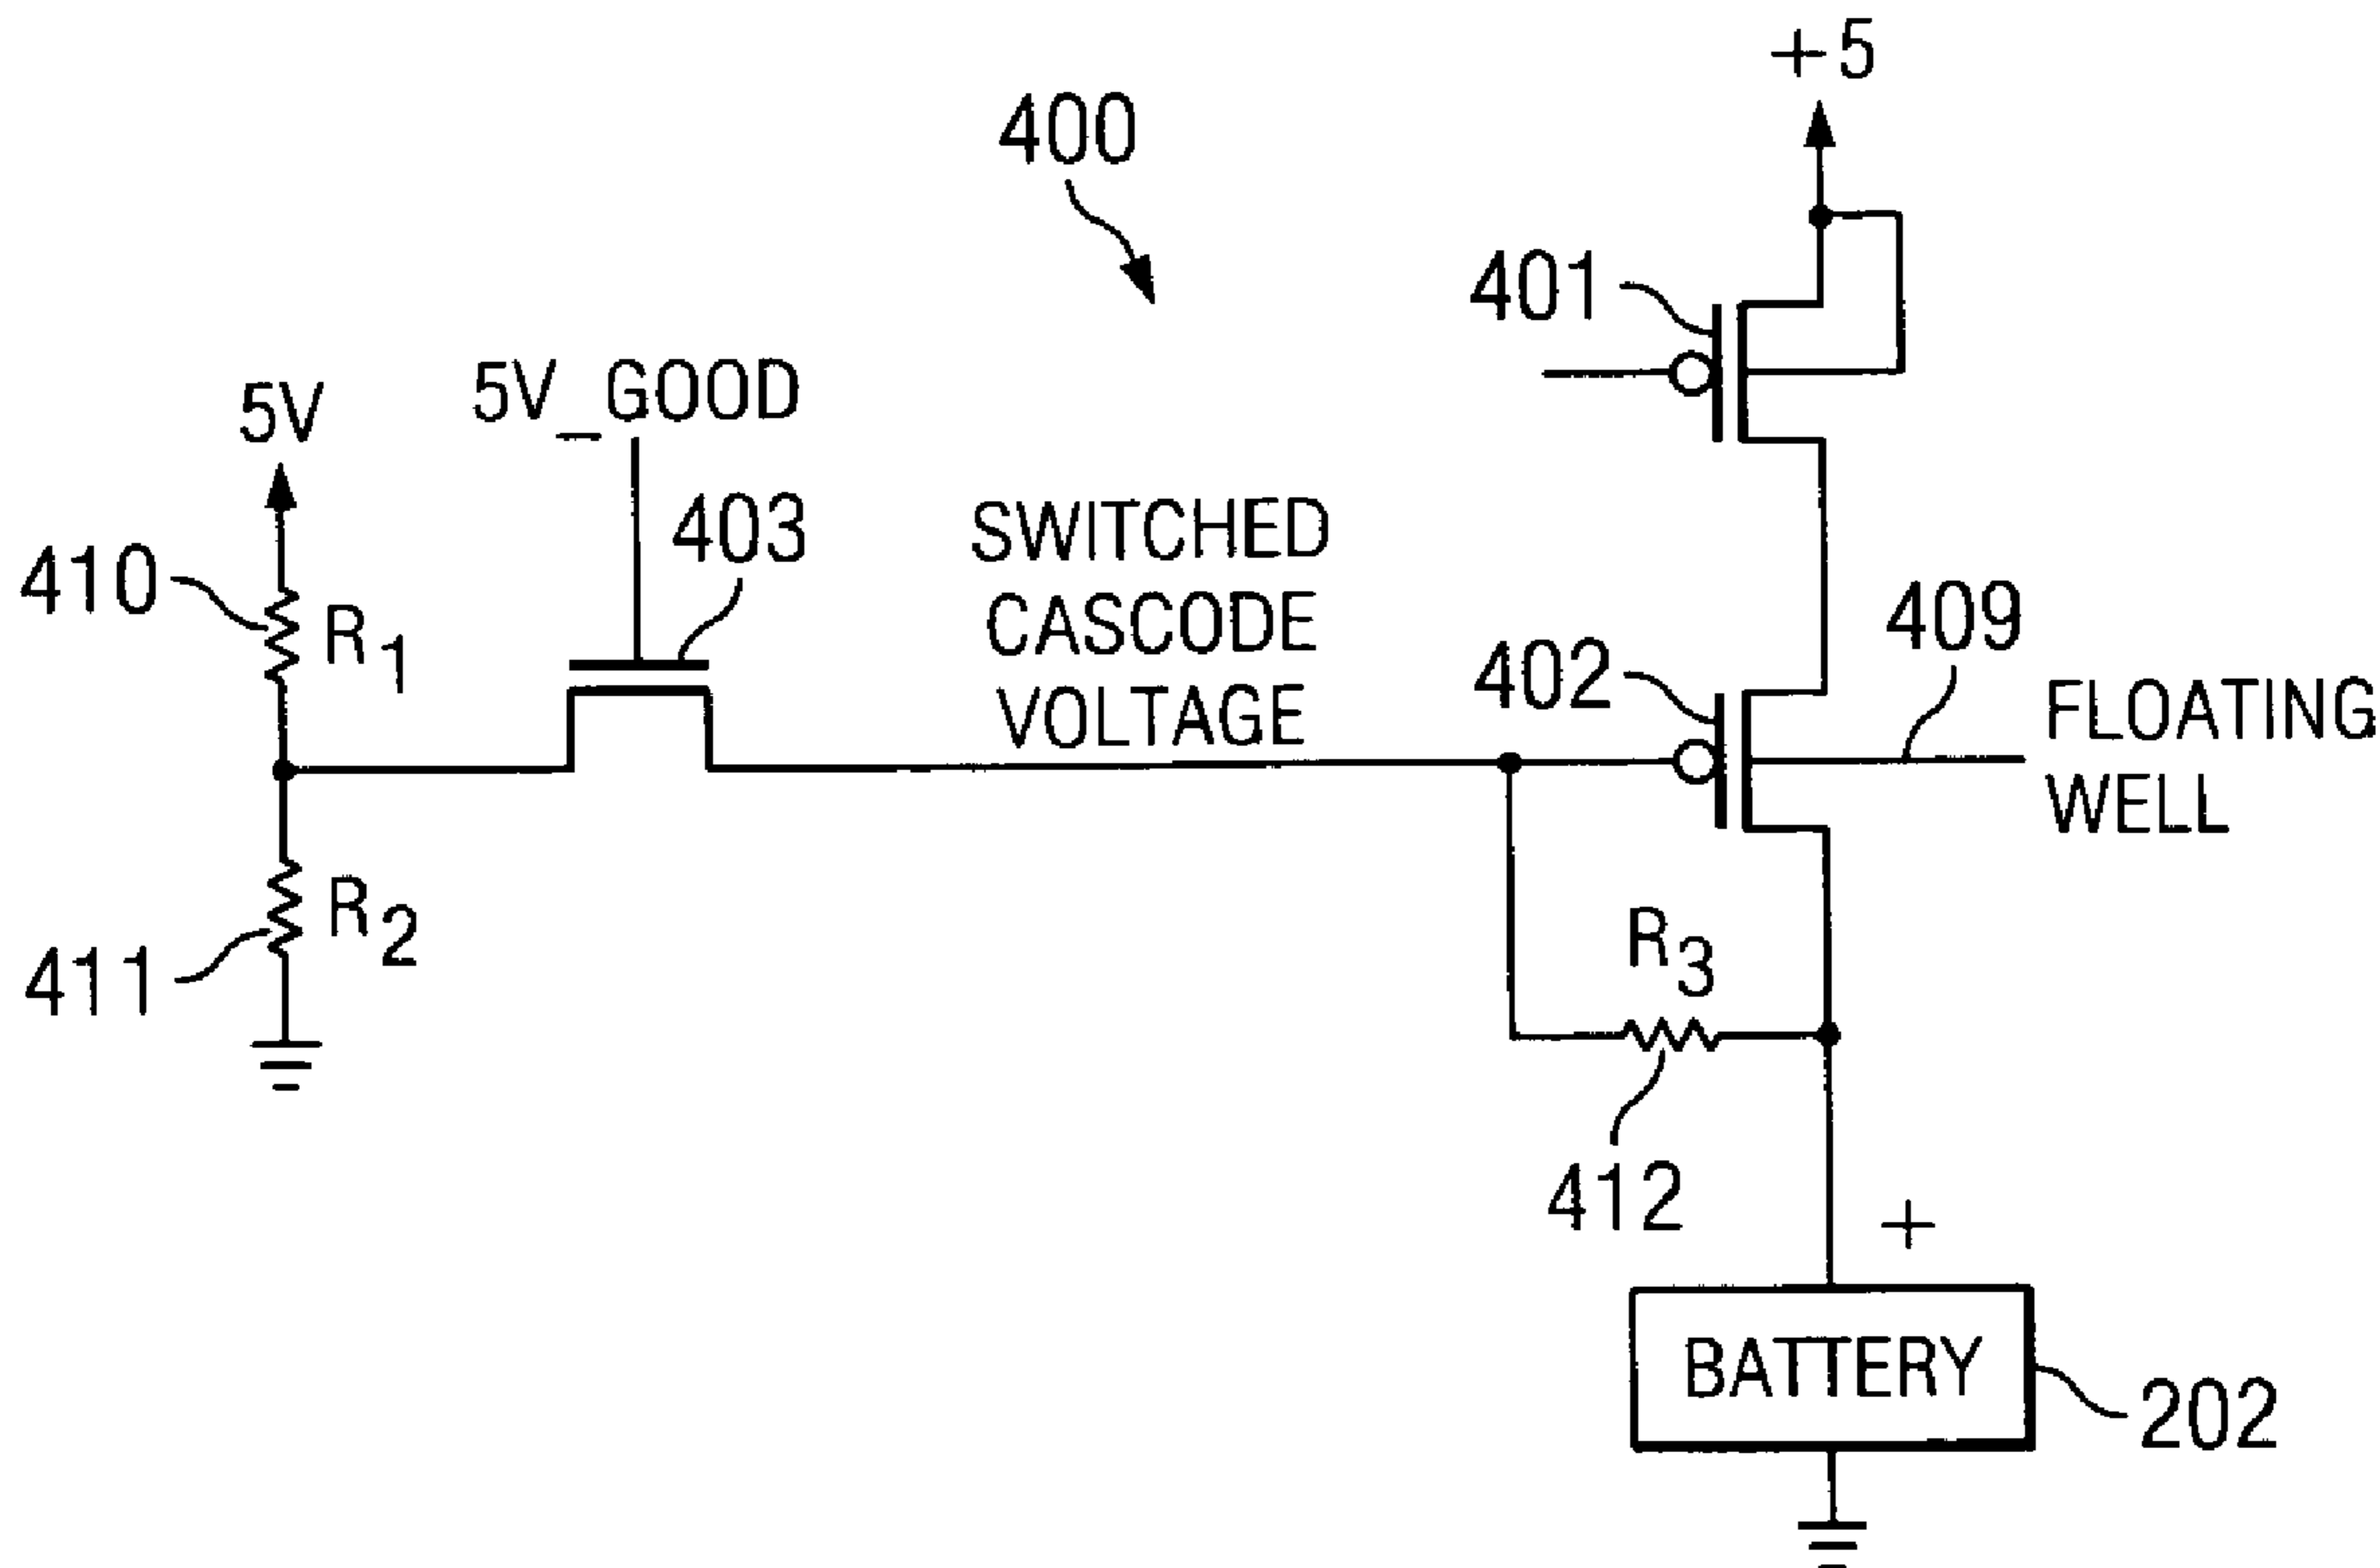 +5
400
401
5V_GOOD
5V
403
SWITCHED
CASCODE
VOLTAGE
410
R1
402
409
FLOATING
WELL
R2
411
R3
412
+
BATTERY
202